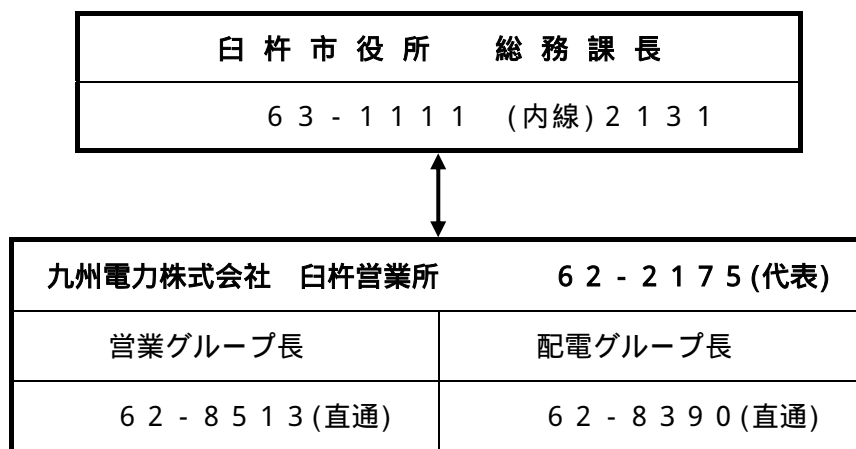 臼杵市役所　総務課長
６３-１１１１　(内線)２１３１
九州電力株式会社　臼杵営業所　６２-２１７５(代表)
営業グループ長　配電グループ長
６２-８５１３(直通)　６２-８３９０(直通)